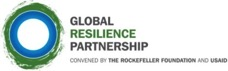 GLOBAL
RESILIENCE
PARTNERSHIP
CONVENED BY THE ROCKEFELLER FOUNDATION AND USAID